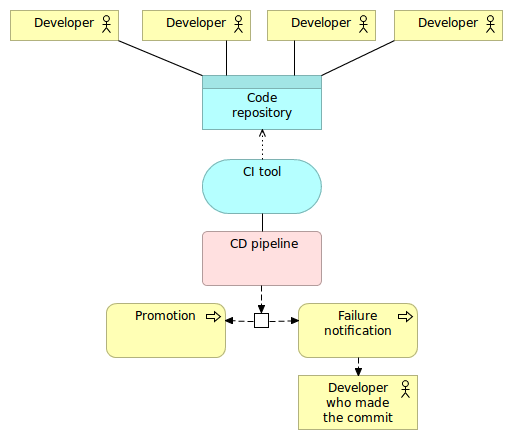 Developer
Developer
Developer
Developer
Code
repository
CI tool
CD pipeline
Promotion
Failure
notification
Developer
who made
the commit